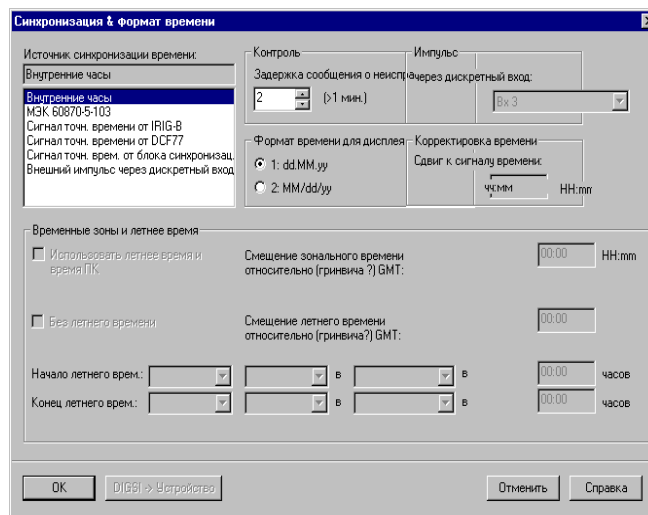 Синхронизация & Формат времени
Источник синхронизации времени:
Внутренние часы
Внутренние часы
МЭК 60870-5-103
Сигнал точн. времени от IRIG-B
Сигнал точн. времени от DCF77
Сигнал точн. врем. от блока синхронизац.
Внешний импульс через дискретный вход
Контроль
Задержка сообщения о неиспра
2 (>1 мин.)
Импульс
через дискретный вход:
Вх 3
Формат времени для дисплея
1: dd.MM.yy
2: MM/dd/yy
Корректировка времени
Сдвиг к сигналу времени:
чч:мм HH:mm
Временные зоны и летнее время
Использовать летнее время и
время ПК
Смещение зонального времени
относительно (гринвича ?) GMT:
00:00 HH:mm
Без летнего времени
Смещение летнего времени
относительно (гринвича?) GMT:
00:00
Начало летнего врем.: в в 00:00 часов
Конец летнего врем.: в в 00:00 часов
OK
DIGSI -> Устройство
Отменить
Справка